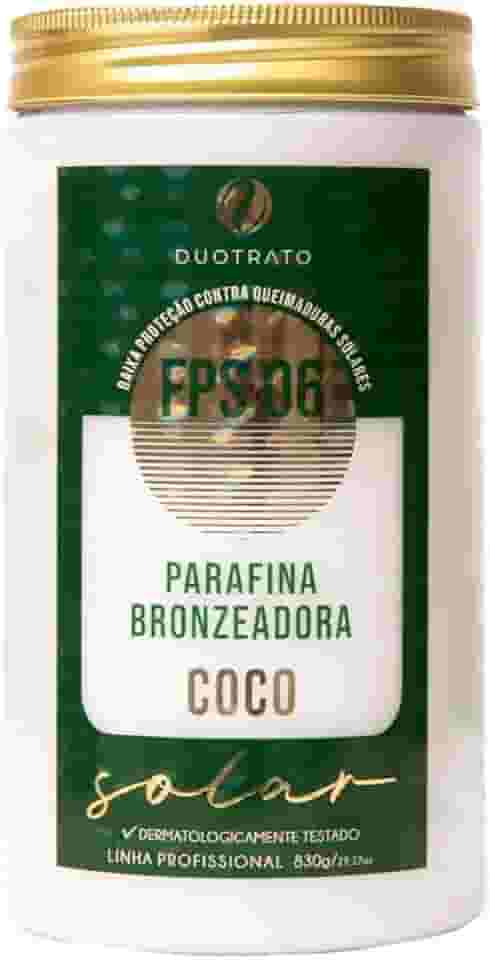 DUOTRATO
BAIXA PROTEÇÃO CONTRA QUEIMADURAS SOLARES
FPS 06
PARAFINA
BRONZEADORA
COCO
solar
✓DERMATOLOGICAMENTE TESTADO
LINHA PROFISSIONAL 830g/